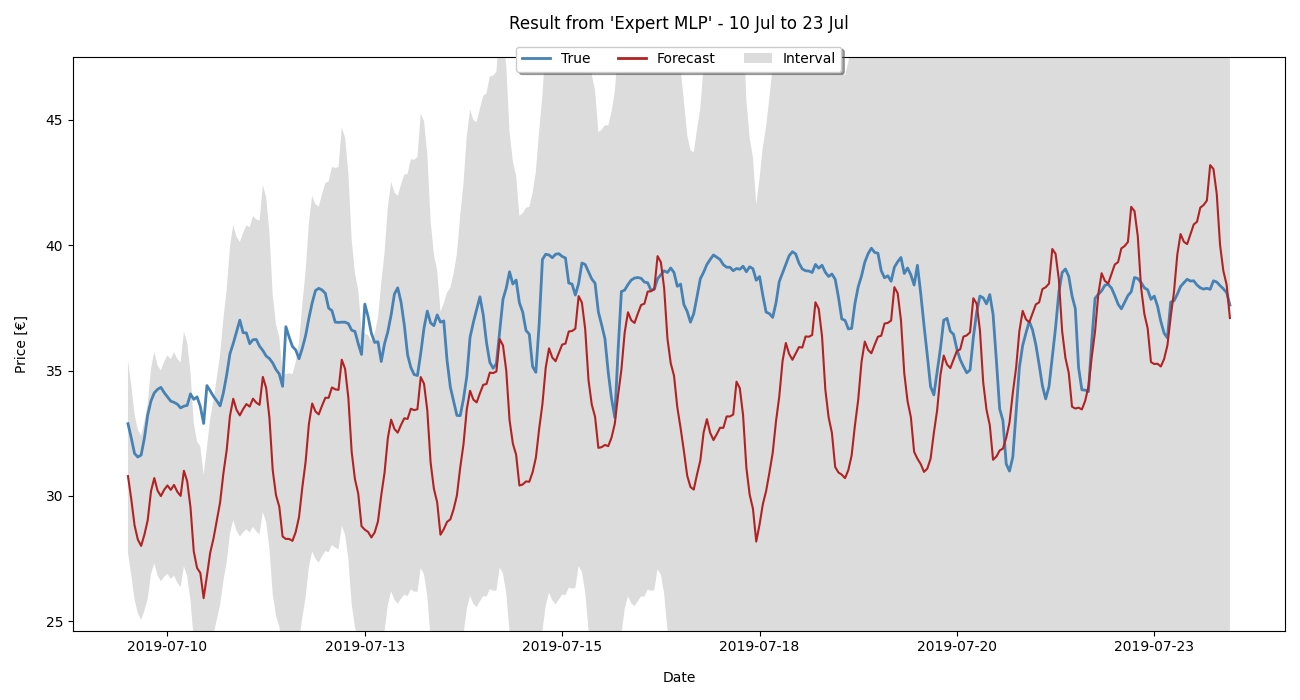 Result from 'Expert MLP' - 10 Jul to 23 Jul
True Forecast Interval
45
40
35
30
25
Price [€]
2019-07-10 2019-07-13 2019-07-15 2019-07-18 2019-07-20 2019-07-23
Date